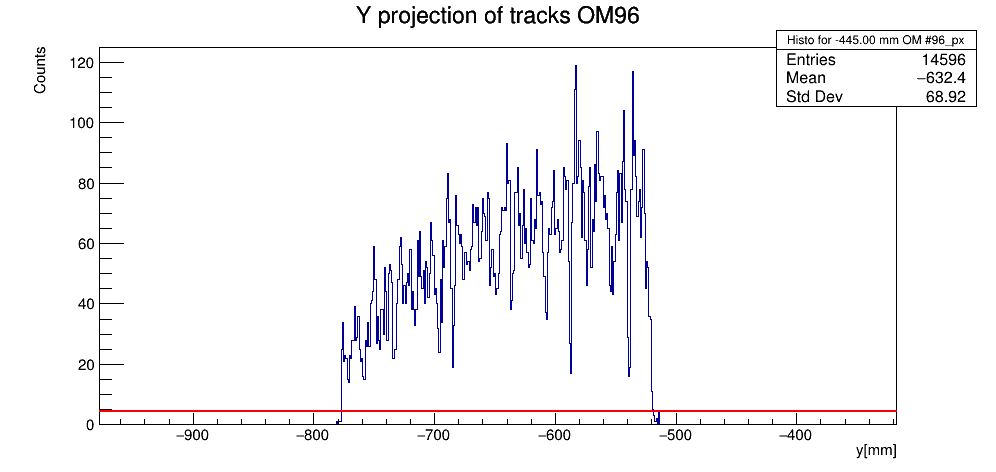 Y projection of tracks OM96
Histo for -445.00 mm OM #96_px
Entries 14596
Mean −632.4
Std Dev 68.92
Counts
120
100
80
60
40
20
0
−900 −800 −700 −600 −500 −400
y[mm]